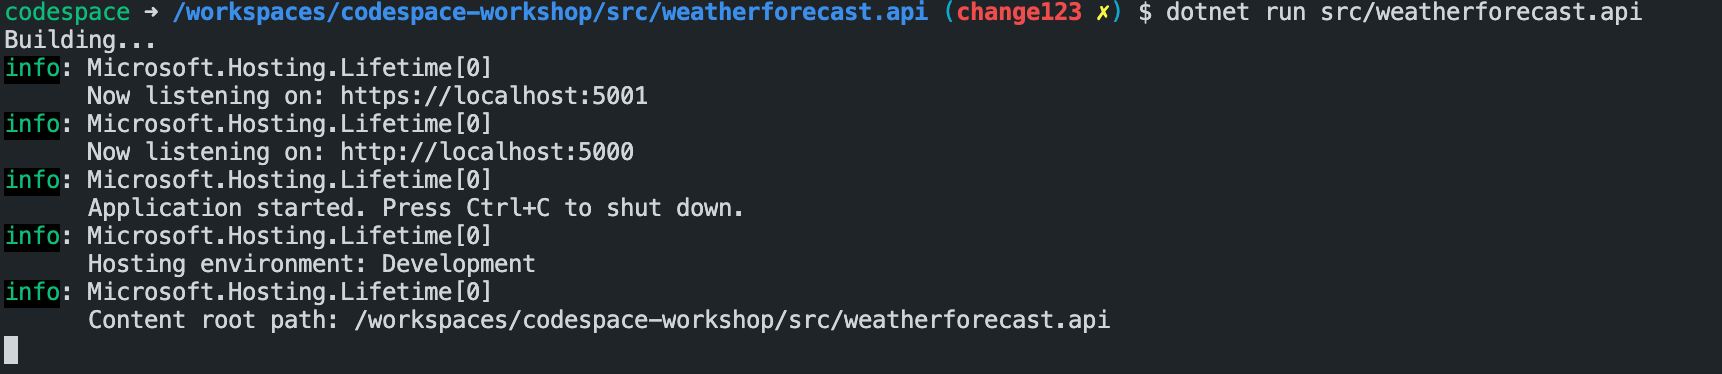 codespace → /workspaces/codespace-workshop/src/weatherforecast.api (change123 ✗) $ dotnet run src/weatherforecast.api
Building...
info: Microsoft.Hosting.Lifetime[0]
      Now listening on: https://localhost:5001
info: Microsoft.Hosting.Lifetime[0]
      Now listening on: http://localhost:5000
info: Microsoft.Hosting.Lifetime[0]
      Application started. Press Ctrl+C to shut down.
info: Microsoft.Hosting.Lifetime[0]
      Hosting environment: Development
info: Microsoft.Hosting.Lifetime[0]
      Content root path: /workspaces/codespace-workshop/src/weatherforecast.api